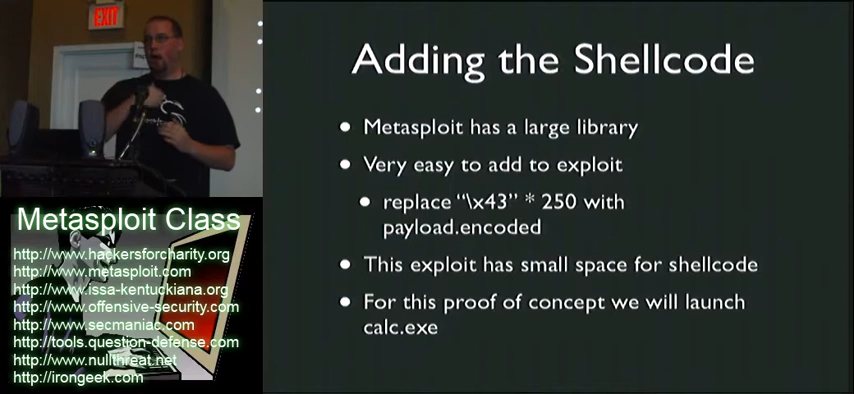 EXIT
Adding the Shellcode
• Metasploit has a large library
• Very easy to add to exploit
• replace “\x43” * 250 with
payload.encoded
• This exploit has small space for shellcode
• For this proof of concept we will launch
calc.exe
Metasploit Class
http://www.hackersforcharity.org
http://www.metasploit.com
http://www.issa-kentuckiana.org
http://www.offensive-security.com
http://www.secmaniac.com
http://tools.question-defense.com
http://www.nullthreat.net
http://irongeek.com